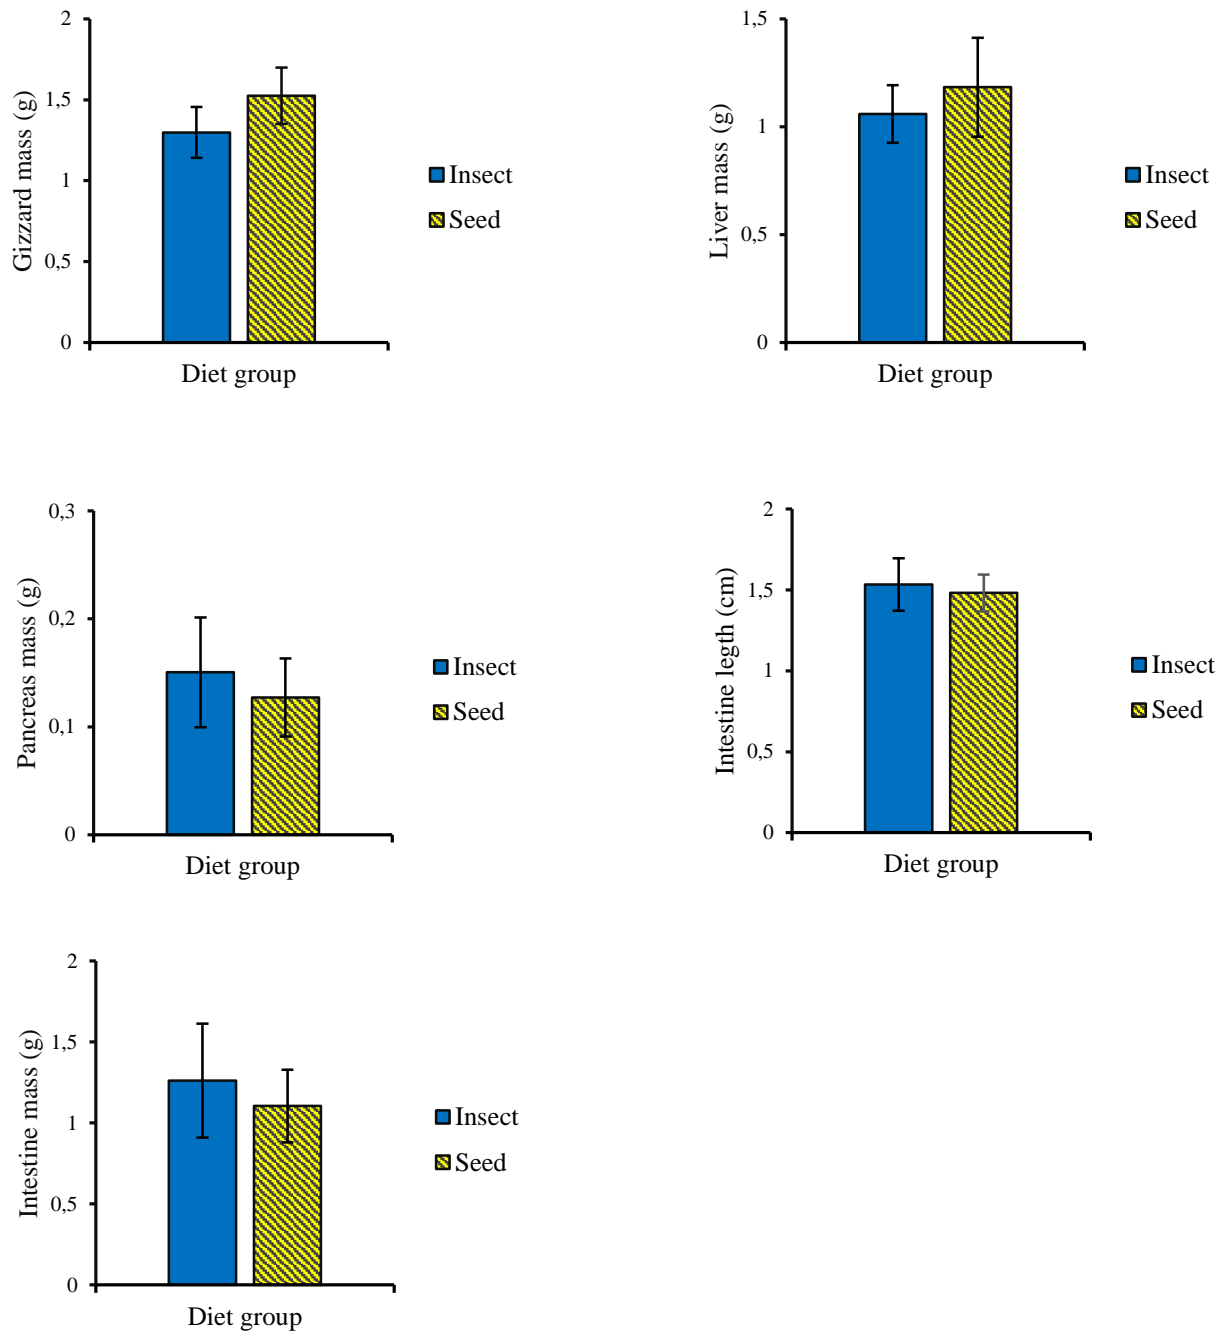 Gizzard mass (g)
2
1,5
1
0,5
0
Diet group
Insect
Seed
Liver mass (g)
1,5
1
0,5
0
Diet group
Insect
Seed
Pancreas mass (g)
0,3
0,2
0,1
0
Diet group
Insect
Seed
Intestine legth (cm)
2
1,5
1
0,5
0
Diet group
Insect
Seed
Intestine mass (g)
2
1,5
1
0,5
0
Diet group
Insect
Seed